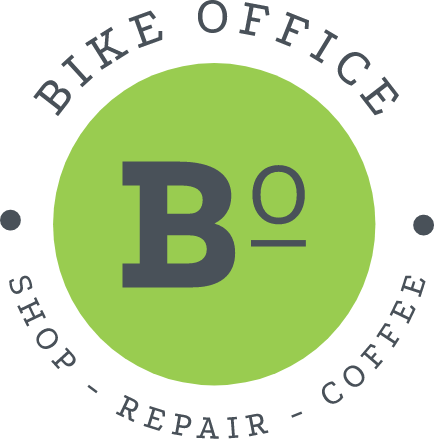 BIKE OFFICE
Bº
SHOP - REPAIR - COFFEE